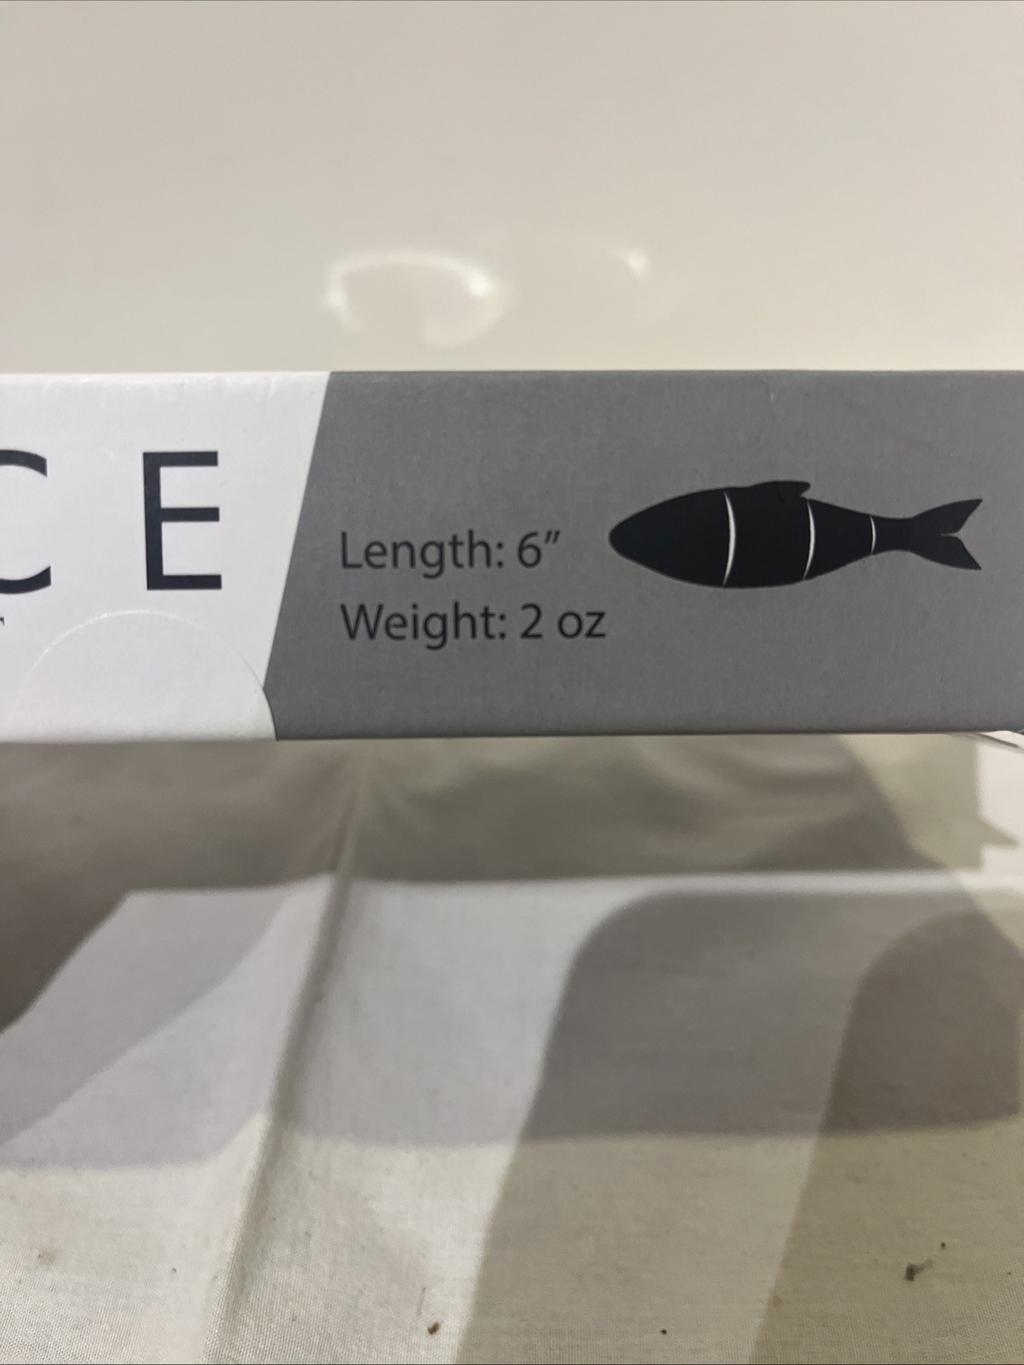 C E
Length: 6”
Weight: 2 oz